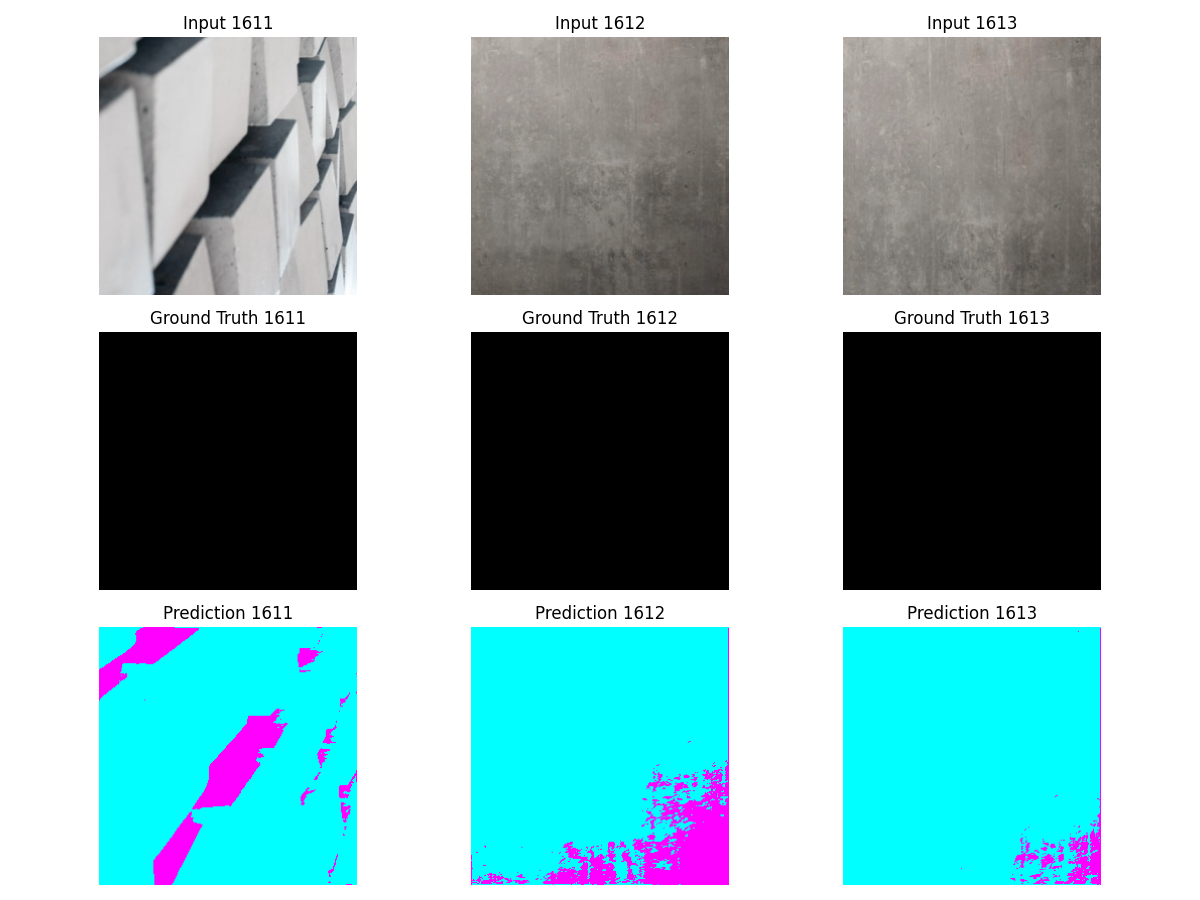 Input 1611
Input 1612
Input 1613
Ground Truth 1611
Ground Truth 1612
Ground Truth 1613
Prediction 1611
Prediction 1612
Prediction 1613